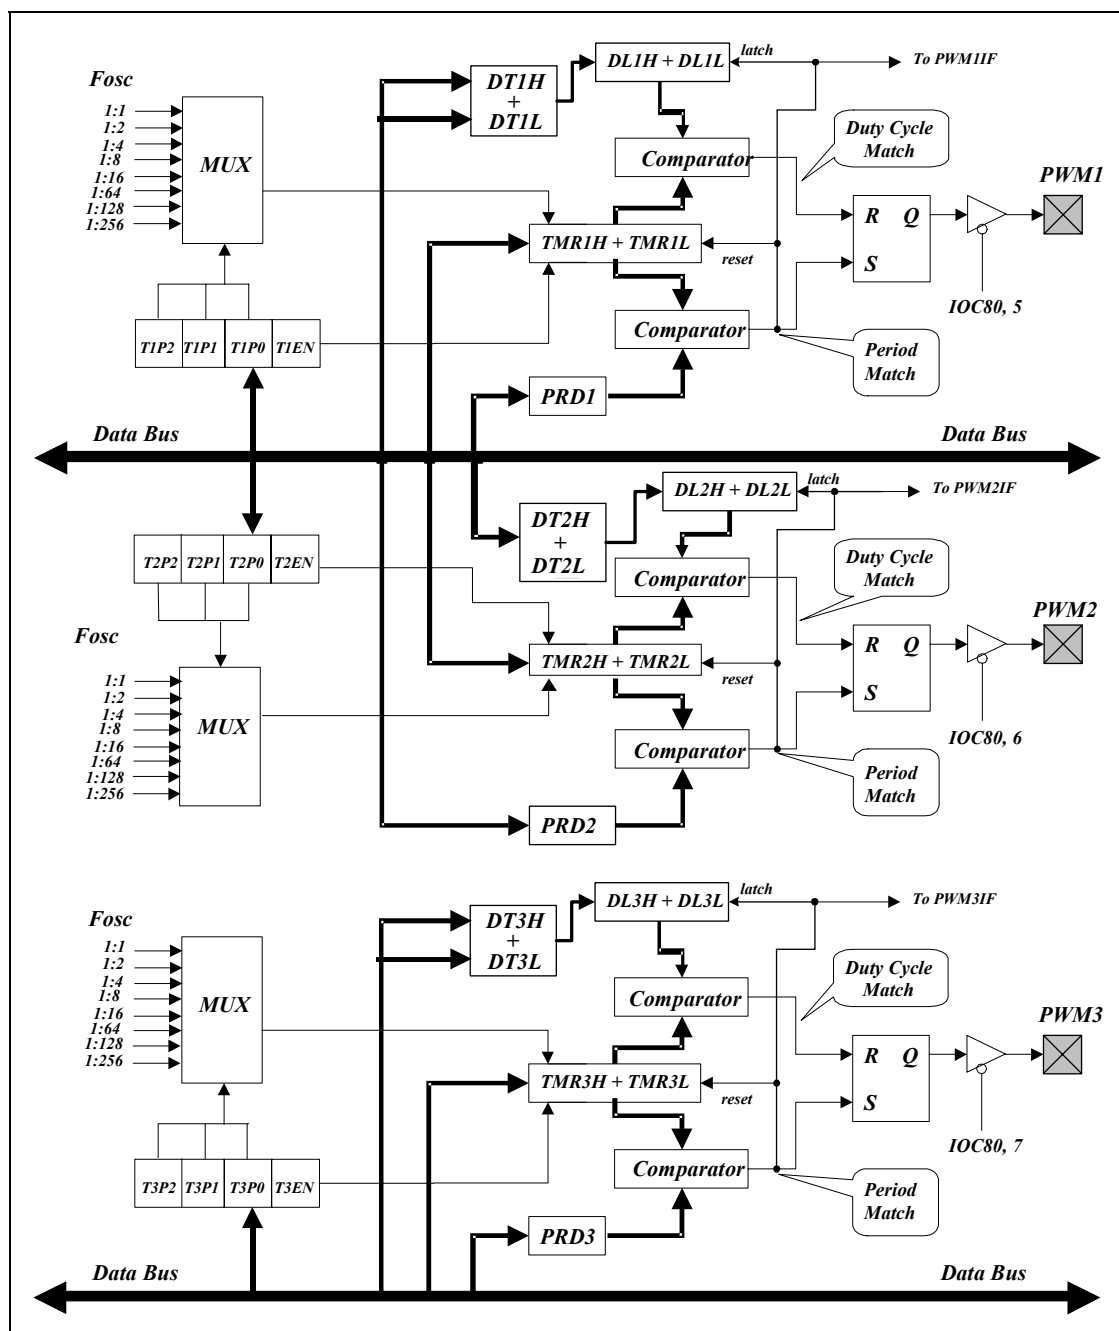 DL1H + DL1L
latch
To PWM1IF
Fosc
DT1H
+
DT1L
1:1
1:2
1:4
1:8
1:16
1:64
1:128
1:256
MUX
Comparator
Duty Cycle
Match
PWM1
R Q
S
TMR1H + TMR1L
reset
IOC80, 5
T1P2 T1P1 T1P0 T1EN
Comparator
Period
Match
PRD1
Data Bus
Data Bus
DL2H + DL2L
latch
To PWM2IF
DT2H
+
DT2L
T2P2 T2P1 T2P0 T2EN
Comparator
Duty Cycle
Match
PWM2
Fosc
R Q
S
TMR2H + TMR2L
reset
1:1
1:2
1:4
1:8
1:16
1:64
1:128
1:256
MUX
IOC80, 6
Comparator
Period
Match
PRD2
DL3H + DL3L
latch
To PWM3IF
Fosc
DT3H
+
DT3L
1:1
1:2
1:4
1:8
1:16
1:64
1:128
1:256
MUX
Comparator
Duty Cycle
Match
PWM3
R Q
S
TMR3H + TMR3L
reset
IOC80, 7
T3P2 T3P1 T3P0 T3EN
Comparator
Period
Match
PRD3
Data Bus
Data Bus